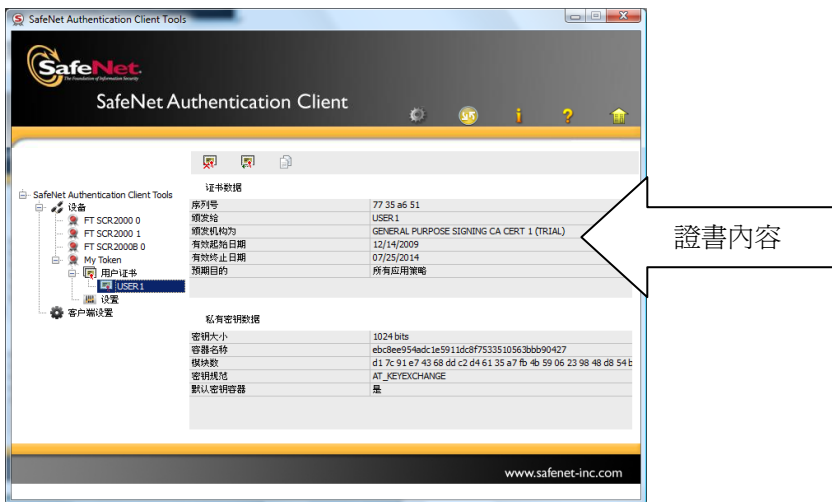 SafeNet Authentication Client Tools
SafeNet.
The Foundation of Information Security
SafeNet Authentication Client
SafeNet Authentication Client Tools
设备
FT SCR2000 0
FT SCR2000 1
FT SCR2000B 0
My Token
用户证书
USER1
设置
客户端设置
证书数据
序列号 77 35 a6 51
颁发给 USER1
颁发机构为 GENERAL PURPOSE SIGNING CA CERT 1 (TRIAL)
有效起始日期 12/14/2009
有效终止日期 07/25/2014
预期目的 所有应用策略
私有密钥数据
密钥大小 1024 bits
容器名称 ebc8ee954adc1e5911dc8f7533510563bbb90427
模块数 d1 7c 91 e7 43 68 dd c2 d4 61 35 a7 fb 4b 59 06 23 98 48 d8 54 b
密钥规范 AT_KEYEXCHANGE
默认密钥容器 是
證書內容
www.safenet-inc.com